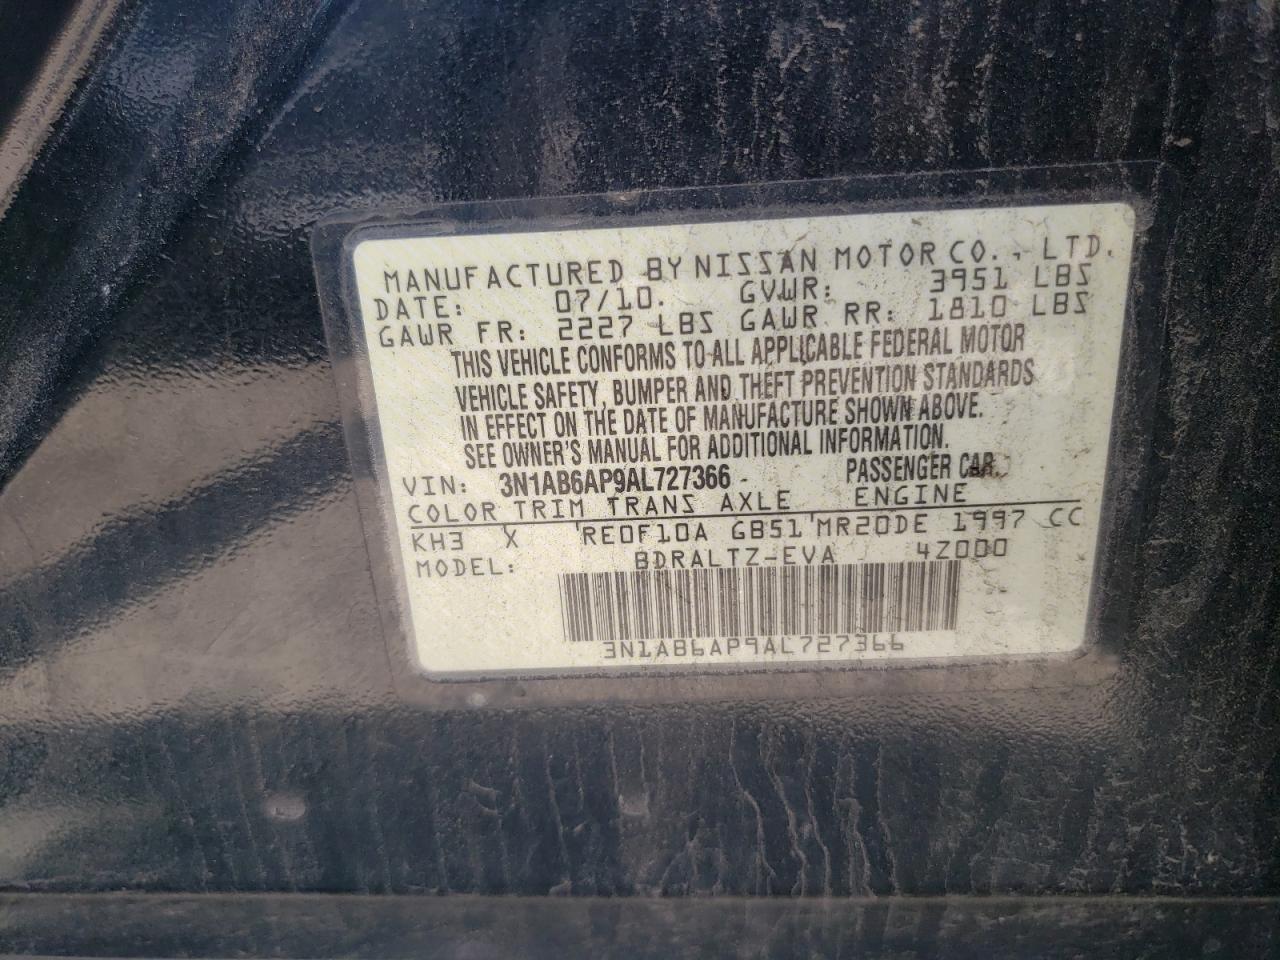 MANUFACTURED BY NISSAN MOTOR CO., LTD.
DATE: 07/10. GVWR: 3951 LBS
GAWR FR: 2227 LBS GAWR RR: 1810 LBS
THIS VEHICLE CONFORMS TO ALL APPLICABLE FEDERAL MOTOR
VEHICLE SAFETY, BUMPER AND THEFT PREVENTION STANDARDS
IN EFFECT ON THE DATE OF MANUFACTURE SHOWN ABOVE.
SEE OWNER'S MANUAL FOR ADDITIONAL INFORMATION.
VIN: 3N1AB6AP9AL727366 PASSENGER CAR
COLOR TRIM TRANS AXLE ENGINE
KH3 X RE0F10A GB51 MR20DE 1997 CC
MODEL: BDRALTZ-EVA 4Z000
3N1AB6AP9AL727366